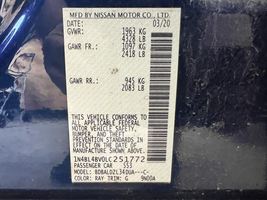 MFD BY NISSAN MOTOR CO., LTD.
03/20
GVWR: 1963 KG
4328 LB
GAWR FR: 1097 KG
2418 LB
GAWR RR: 945 KG
2083 LB
THIS VEHICLE CONFORMS TO ALL
APPLICABLE FEDERAL MOTOR
VEHICLE SAFETY, BUMPER, AND
THEFT PREVENTION STANDARDS
IN EFFECT ON THE DATE OF
MANUFACTURE SHOWN ABOVE.
1N4BL4BV0LC251772
PASSENGER CAR 553
MODEL: BDBALDZL34DUA---C-
COLOR: RAY TRIM: G